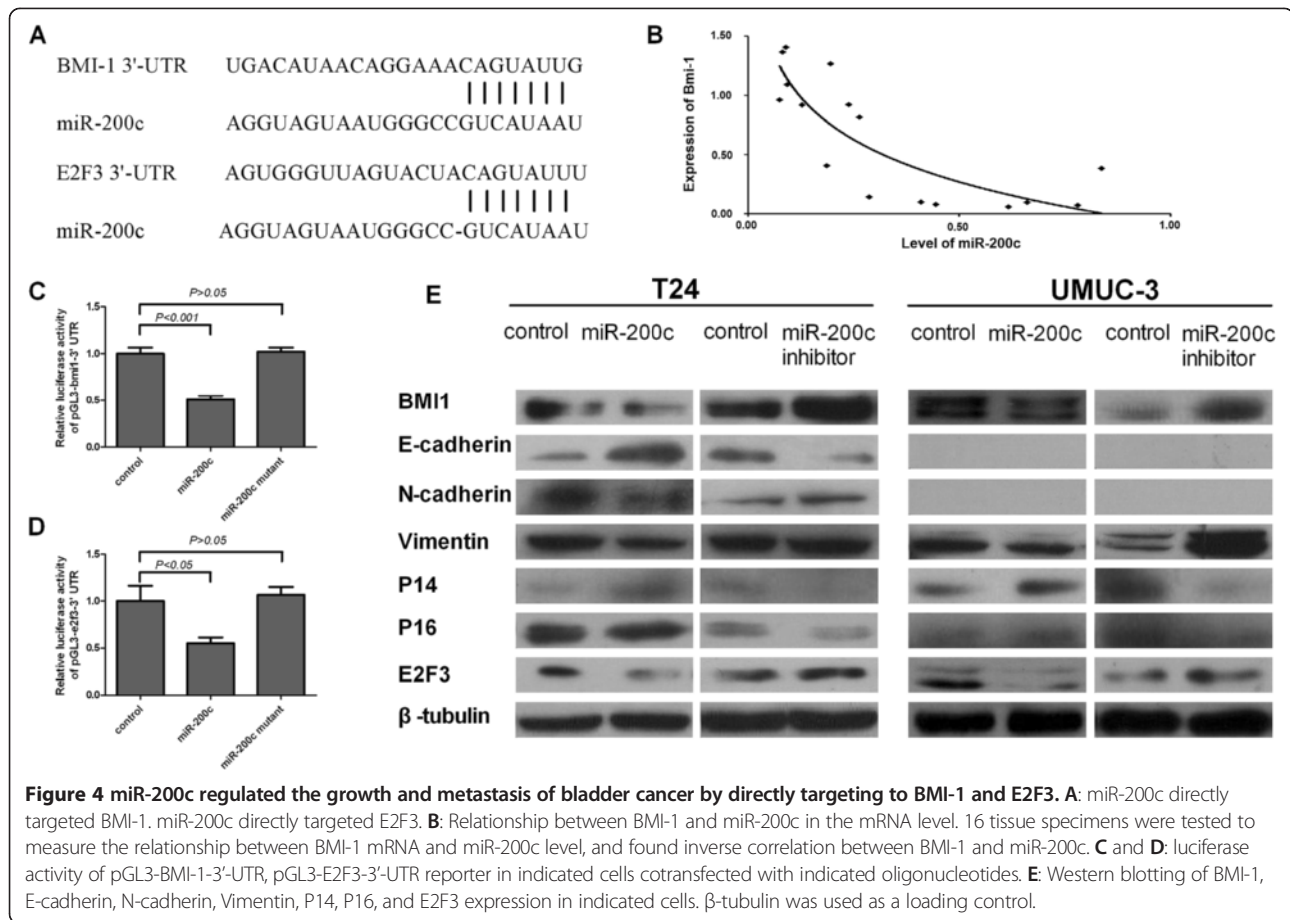 A
BMI-1 3'-UTR UGACAUAACAGGAAACAGUAUUG
miR-200c AGGUAGUAAUGGGCCGUCAUAAU
E2F3 3'-UTR AGUGGGUUAGUACUACAGUAUUU
miR-200c AGGUAGUAAUGGGCC-GUCAUAAU
B
Expression of Bmi-1
1.50
1.00
0.50
0.00
0.00 0.50 1.00
Level of miR-200c
C
Relative luciferase activity
of pGL3-bmi1-3' UTR
1.5
1.0
0.5
0.0
P>0.05
P<0.001
control miR-200c miR-200c mutant
D
Relative luciferase activity
of pGL3-e2f3-3' UTR
1.5
1.0
0.5
0.0
P>0.05
P<0.05
control miR-200c miR-200c mutant
E
T24 UMUC-3
control miR-200c control miR-200c inhibitor control miR-200c control miR-200c inhibitor
BMI1
E-cadherin
N-cadherin
Vimentin
P14
P16
E2F3
β -tubulin
Figure 4 miR-200c regulated the growth and metastasis of bladder cancer by directly targeting to BMI-1 and E2F3. A: miR-200c directly
targeted BMI-1. miR-200c directly targeted E2F3. B: Relationship between BMI-1 and miR-200c in the mRNA level. 16 tissue specimens were tested to
measure the relationship between BMI-1 mRNA and miR-200c level, and found inverse correlation between BMI-1 and miR-200c. C and D: luciferase
activity of pGL3-BMI-1-3′-UTR, pGL3-E2F3-3′-UTR reporter in indicated cells cotransfected with indicated oligonucleotides. E: Western blotting of BMI-1,
E-cadherin, N-cadherin, Vimentin, P14, P16, and E2F3 expression in indicated cells. β-tubulin was used as a loading control.